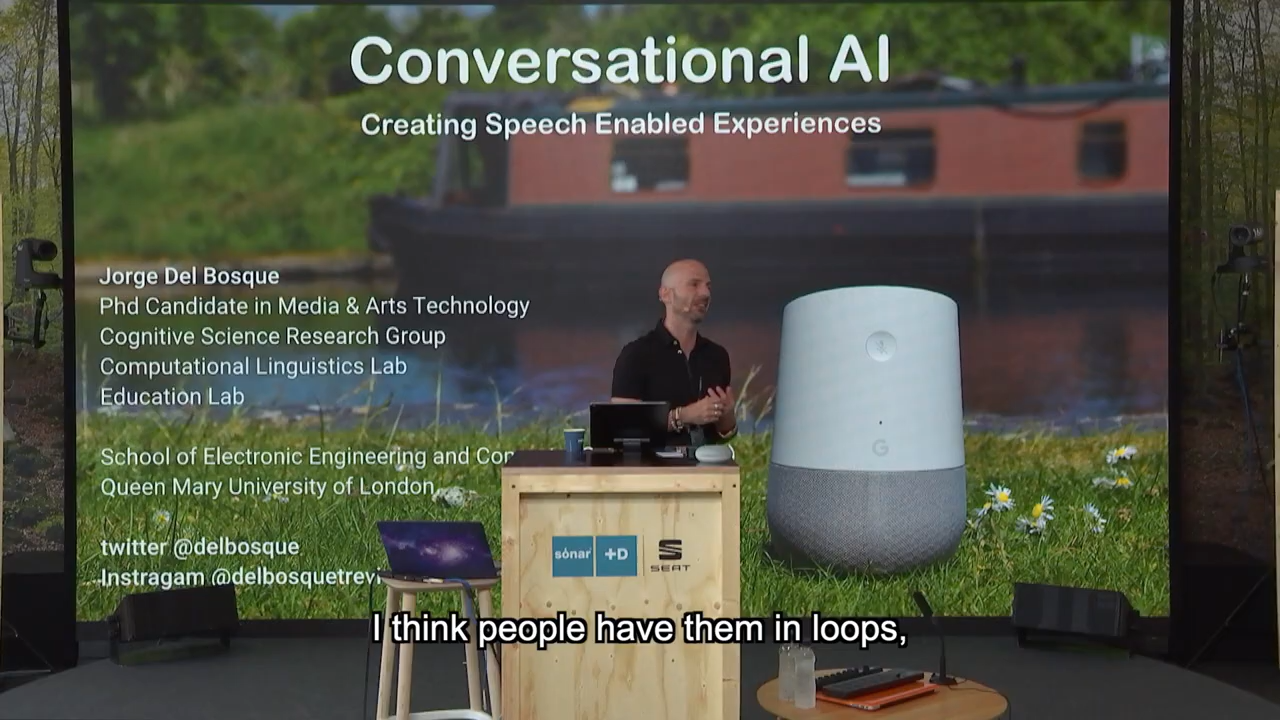 Conversational AI
Creating Speech Enabled Experiences
Jorge Del Bosque
Phd Candidate in Media & Arts Technology
Cognitive Science Research Group
Computational Linguistics Lab
Education Lab
School of Electronic Engineering and Con
Queen Mary University of London
twitter @delbosque
Instragam @delbosquetrevi
G
sónar +D
SEAT
I think people have them in loops,